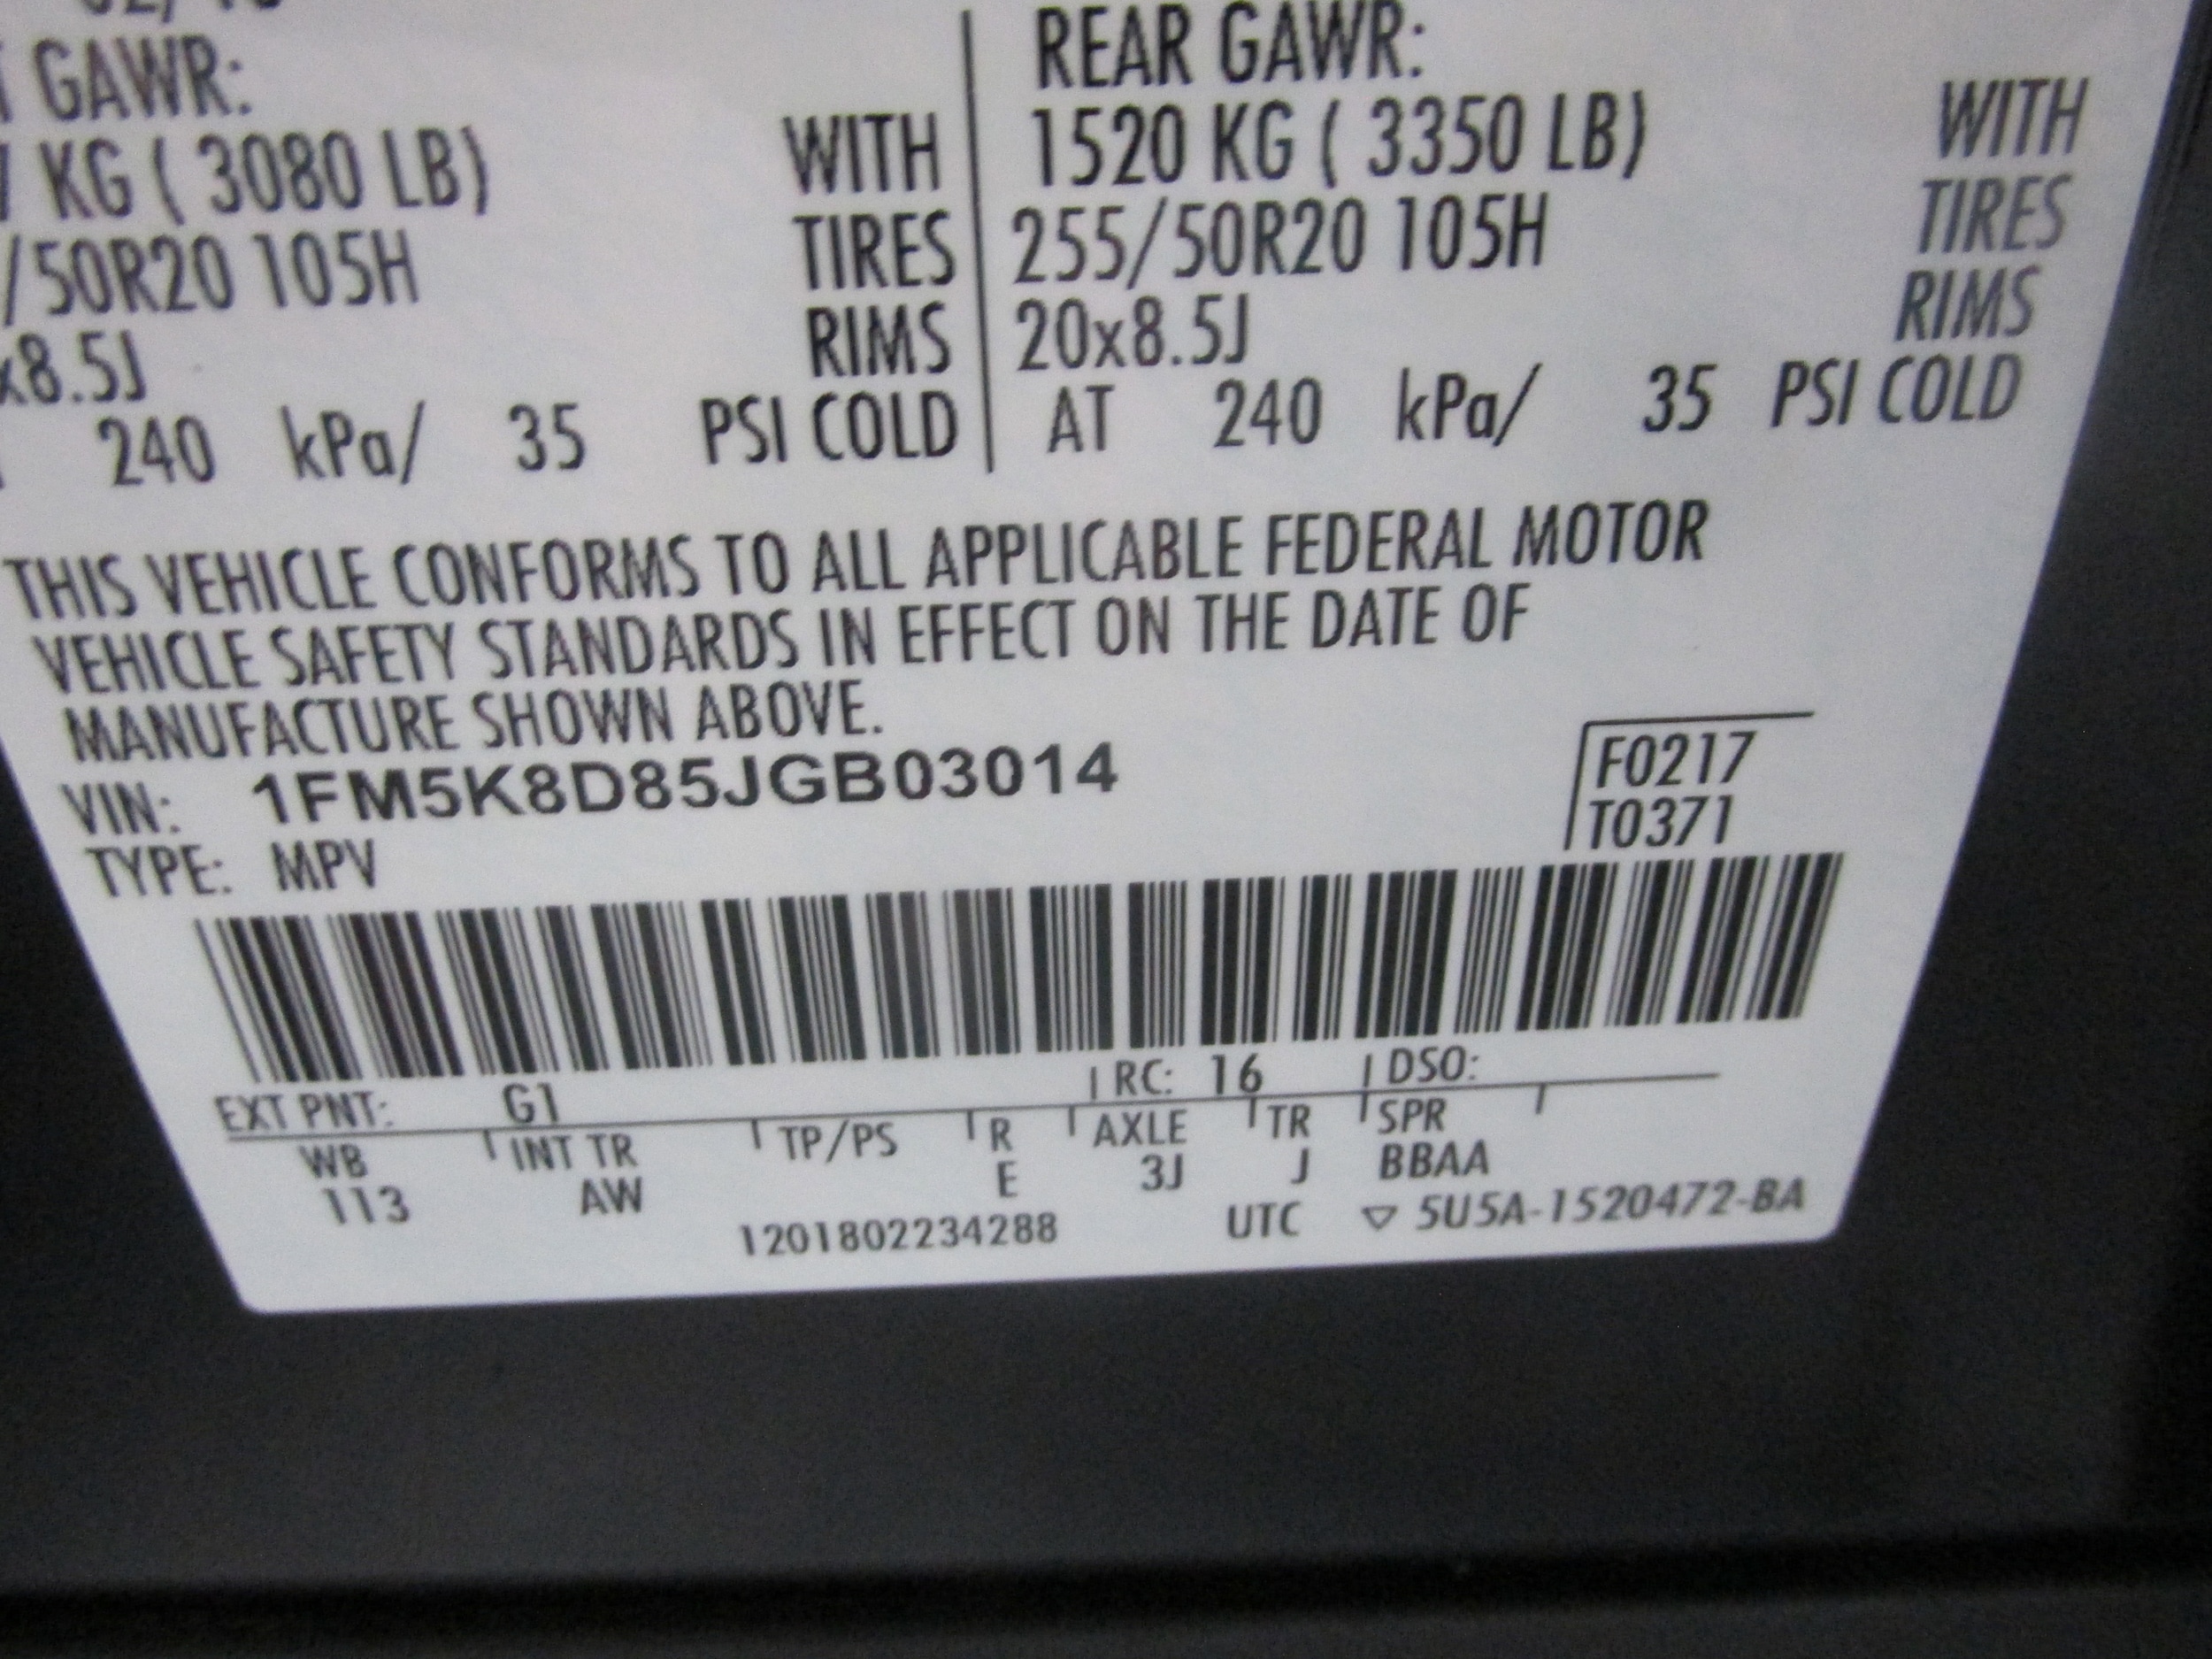 GAWR:
KG ( 3080 LB) WITH
/50R20 105H TIRES
x8.5J RIMS
240 kPa/ 35 PSI COLD
REAR GAWR:
1520 KG ( 3350 LB) WITH
255/50R20 105H TIRES
20x8.5J RIMS
AT 240 kPa/ 35 PSI COLD
THIS VEHICLE CONFORMS TO ALL APPLICABLE FEDERAL MOTOR
VEHICLE SAFETY STANDARDS IN EFFECT ON THE DATE OF
MANUFACTURE SHOWN ABOVE.
VIN: 1FM5K8D85JGB03014
TYPE: MPV
F0217
T0371
EXT PNT: G1 RC: 16 DSO:
WB INT TR TP/PS R AXLE TR SPR
113 AW E 3J J BBAA
1201802234288 UTC ▽ 5U5A-1520472-BA